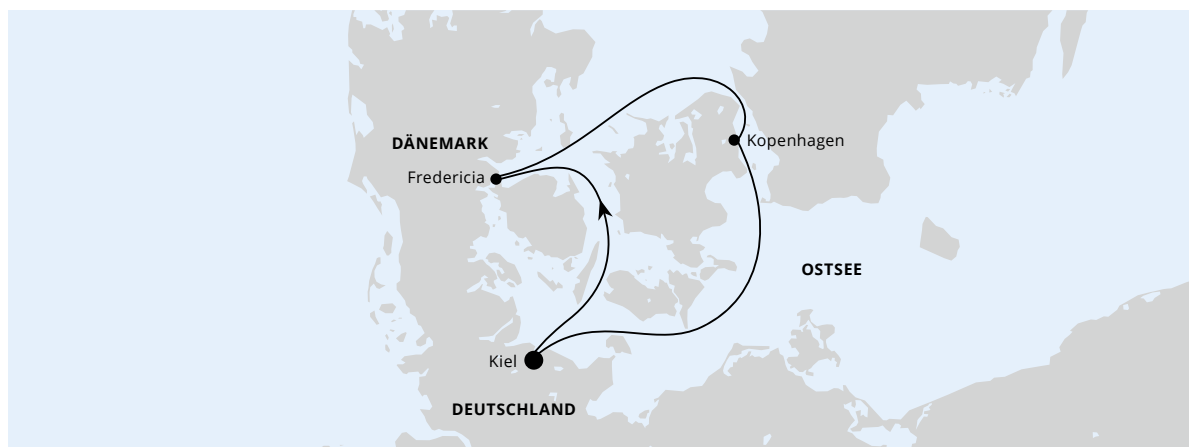 DÄNEMARK
Kopenhagen
Fredericia
OSTSEE
Kiel
DEUTSCHLAND